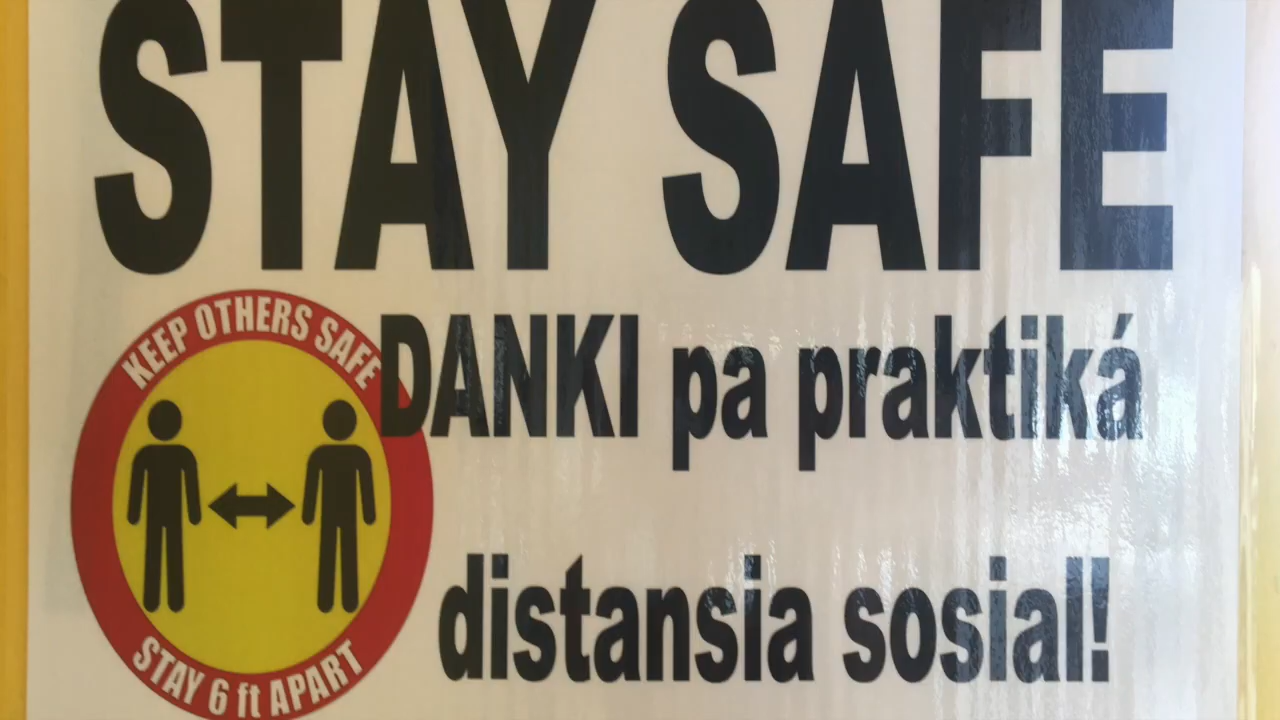 STAY SAFE
KEEP OTHERS SAFE
DANKI pa praktiká
distansia sosial!
STAY 6 ft APART